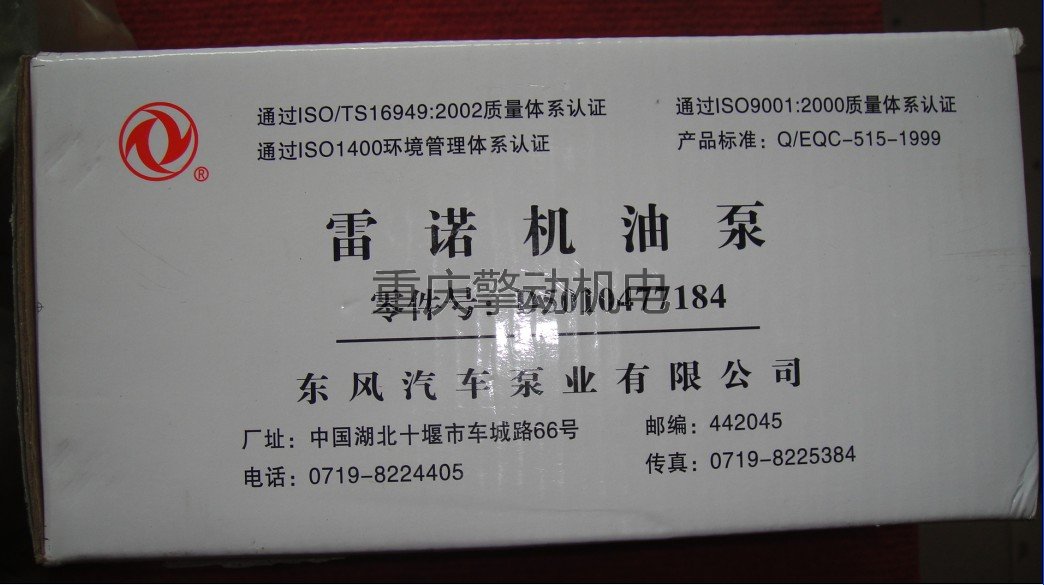 通过ISO/TS16949:2002质量体系认证
通过ISO9001:2000质量体系认证
通过ISO1400环境管理体系认证
产品标准：Q/EQC-515-1999
®
雷诺机油泵
重庆擎动机电
零件号：D5010477184
东风汽车泵业有限公司
厂址：中国湖北十堰市车城路66号
邮编：442045
电话：0719-8224405
传真：0719-8225384